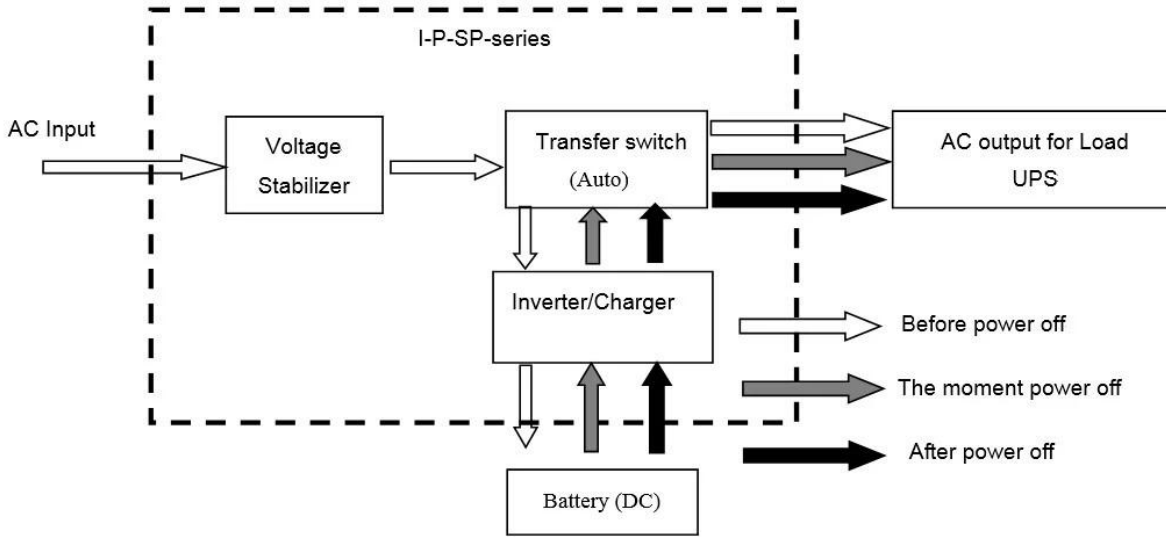 I-P-SP-series
AC Input
Voltage
Stabilizer
Transfer switch
(Auto)
AC output for Load
UPS
Inverter/Charger
Before power off
The moment power off
After power off
Battery (DC)